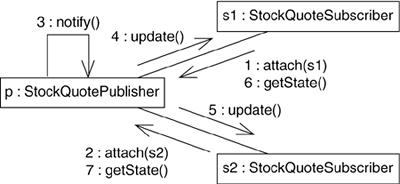 s1 : StockQuoteSubscriber
3 : notify()
4 : update()
1 : attach(s1)
6 : getState()
p : StockQuotePublisher
5 : update()
2 : attach(s2)
7 : getState()
s2 : StockQuoteSubscriber